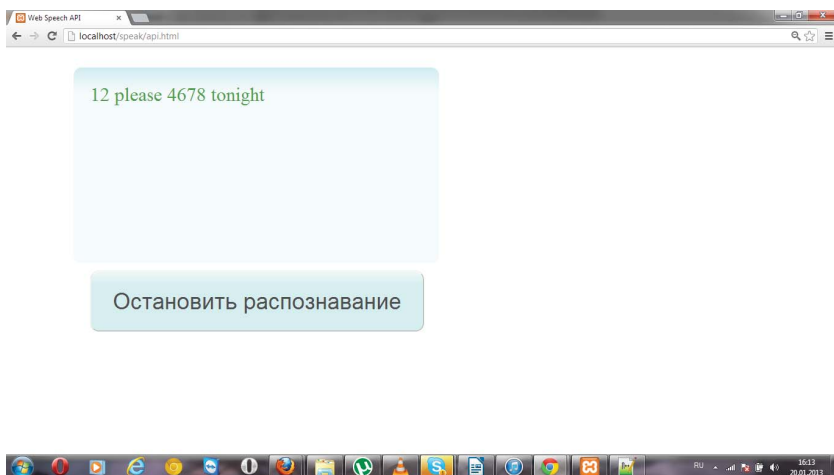 Web Speech API
localhost/speak/api.html
12 please 4678 tonight
Остановить распознавание
RU
16:13
20.01.2013